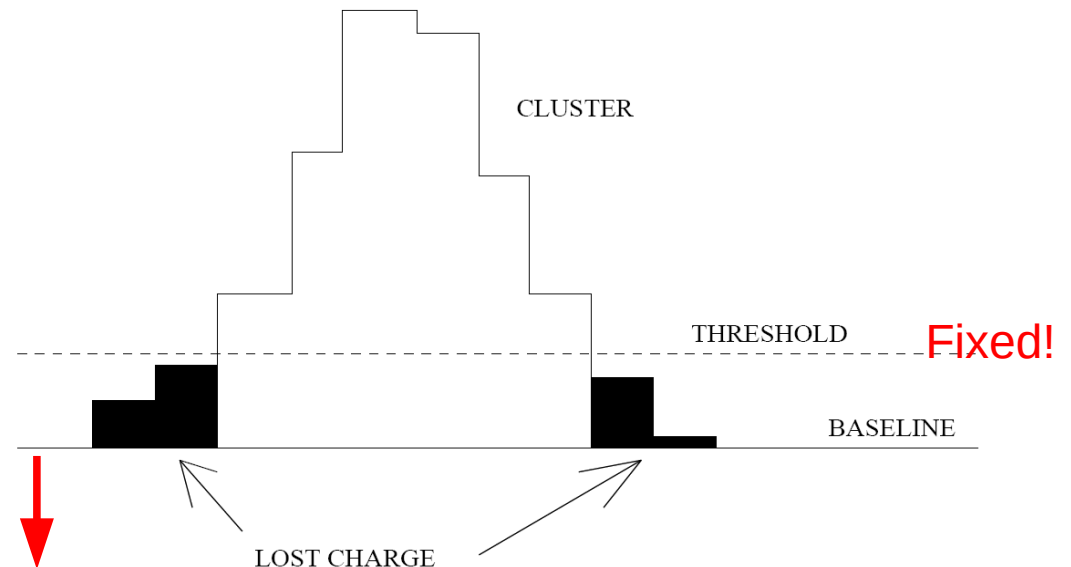 CLUSTER
THRESHOLD
Fixed!
BASELINE
LOST CHARGE